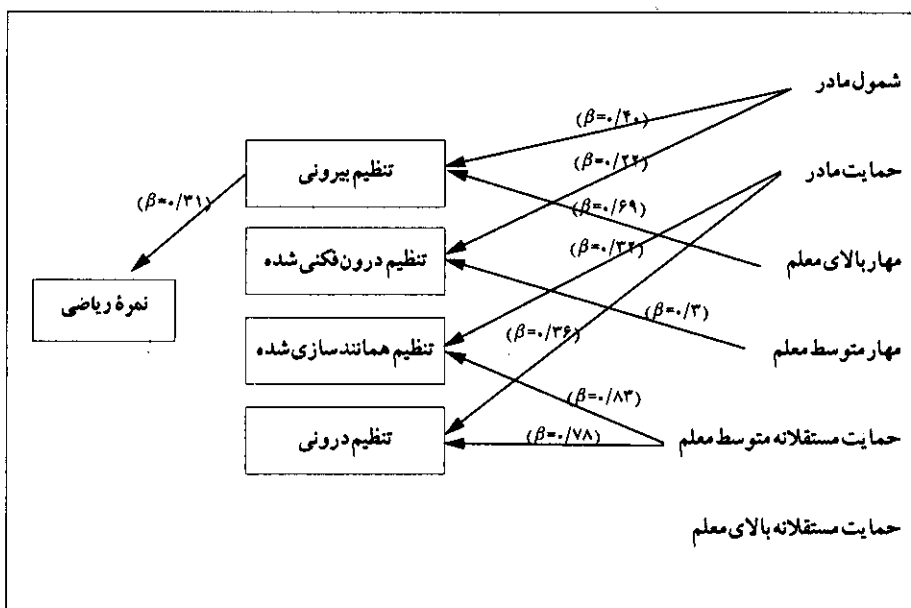 شمول مادر
(β=۰/۴۰)
حمایت مادر
تنظیم بیرونی
(β=۰/۲۲)
(β=۰/۳۱)
(β=۰/۶۹)
مهار بالای معلم
تنظیم درون‌فکنی شده
(β=۰/۳۲)
نمرهٔ ریاضی
(β=۰/۳)
مهار متوسط معلم
تنظیم همانندسازی شده
(β=۰/۳۶)
(β=۰/۸۳)
حمایت مستقلانه متوسط معلم
تنظیم درونی
(β=۰/۷۸)
حمایت مستقلانه بالای معلم